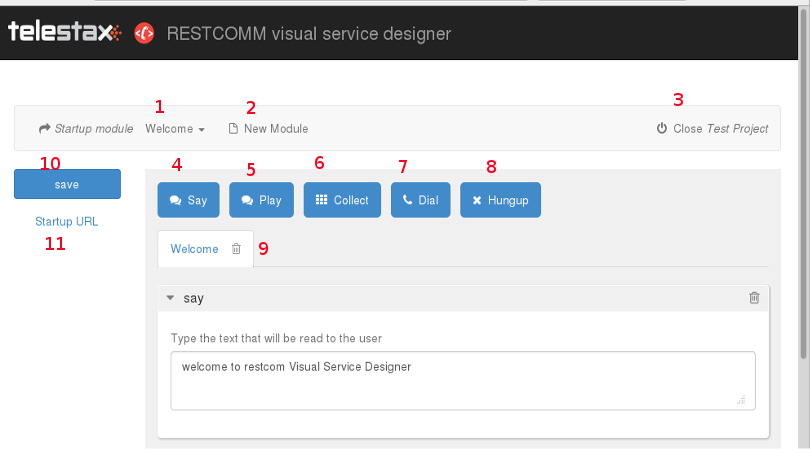 telestax RESTCOMM visual service designer
1 2 3
Startup module Welcome New Module Close Test Project
10 4 5 6 7 8
save Say Play Collect Dial Hungup
Startup URL
11 Welcome 9
say
Type the text that will be read to the user
welcome to restcom Visual Service Designer